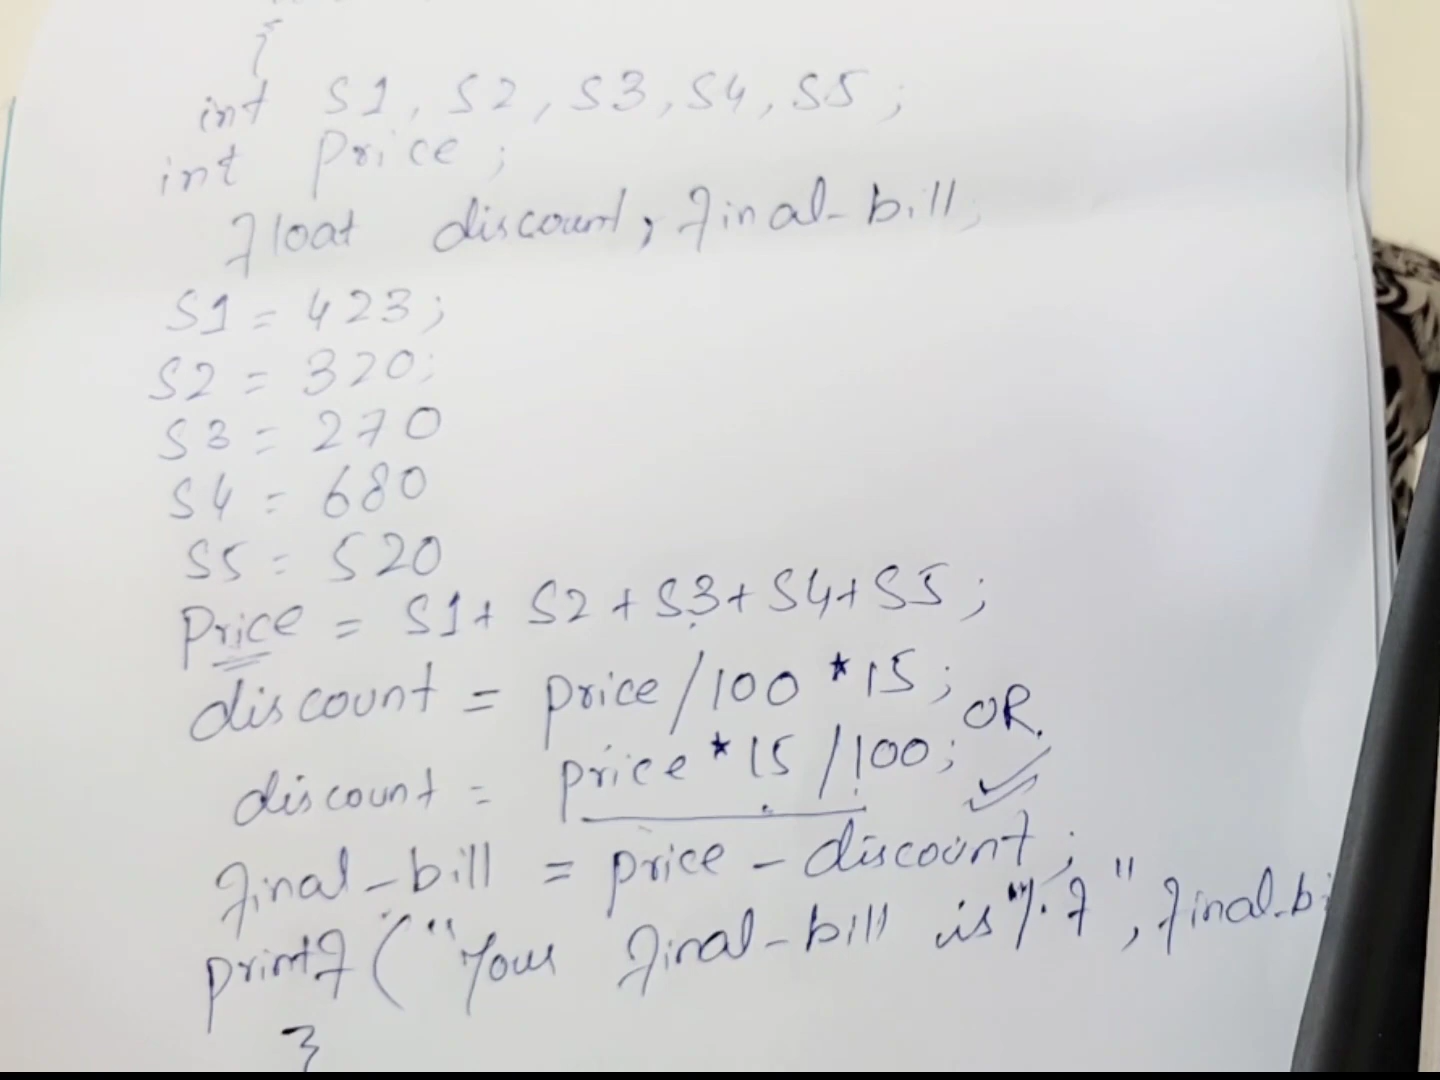 {
int S1, S2, S3, S4, S5;
int Price;
float discount, final-bill;
S1 = 423;
S2 = 320;
S3 = 270
S4 = 680
S5 = 520
Price = S1+ S2 + S3+ S4+ S5;
discount = price/100 *15; OR.
discount = price *15 /100;
final-bill = price - discount;
printf ("Your final-bill is "%.f", final-bi
}